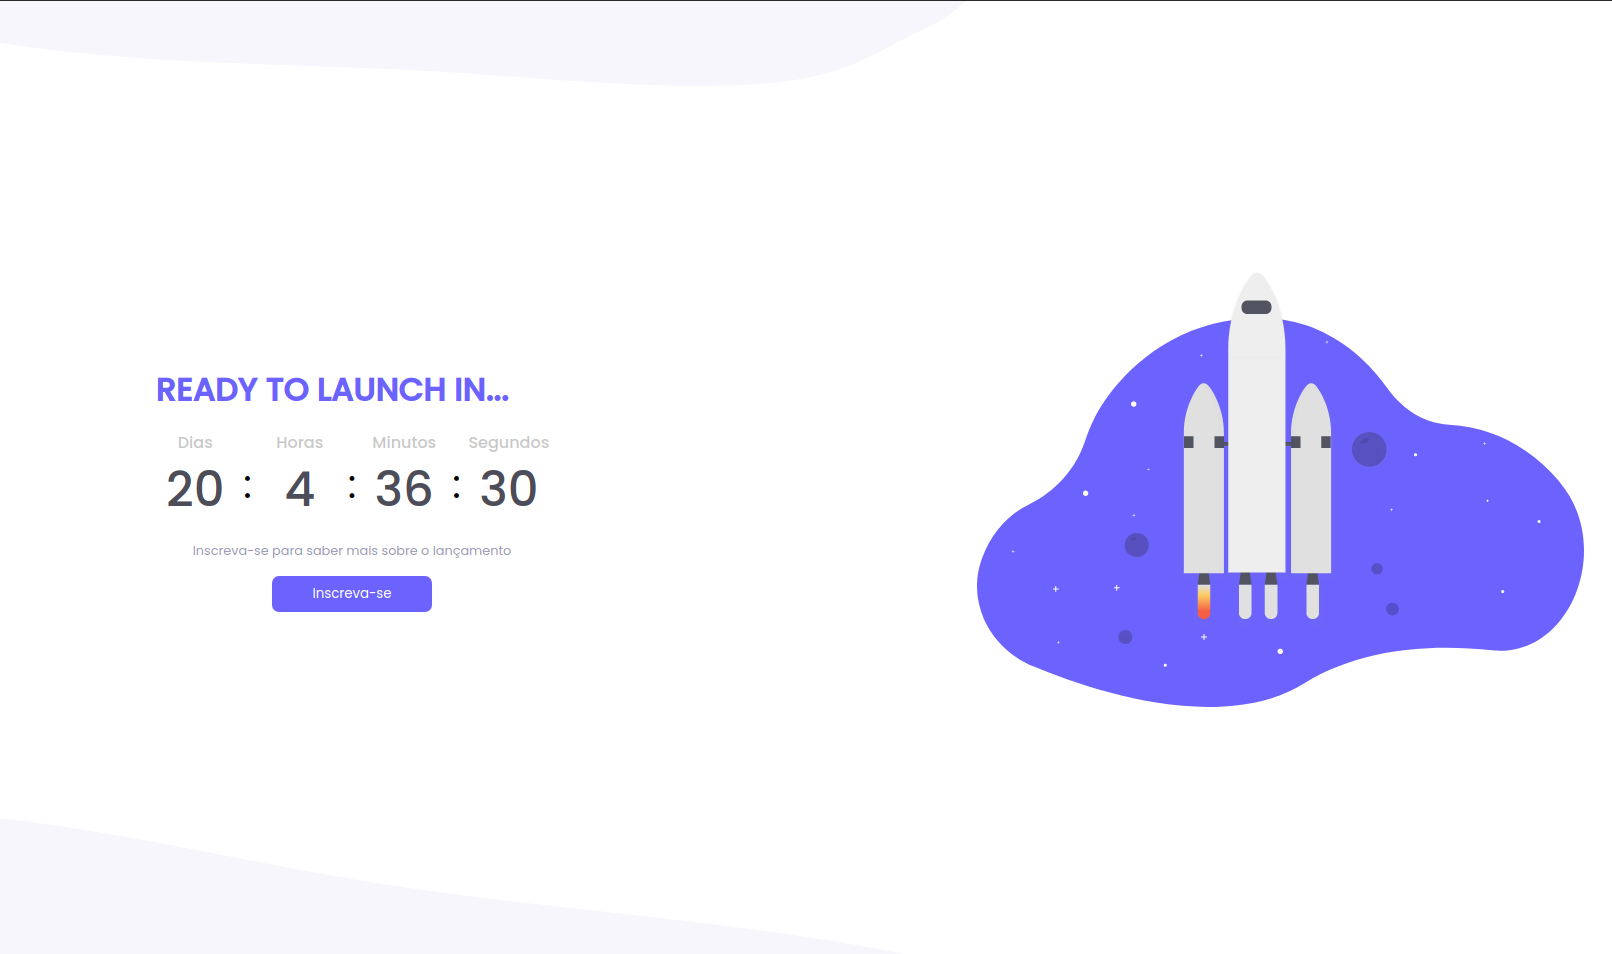 READY TO LAUNCH IN...
Dias Horas Minutos Segundos
20 : 4 : 36 : 30
Inscreva-se para saber mais sobre o lançamento
Inscreva-se